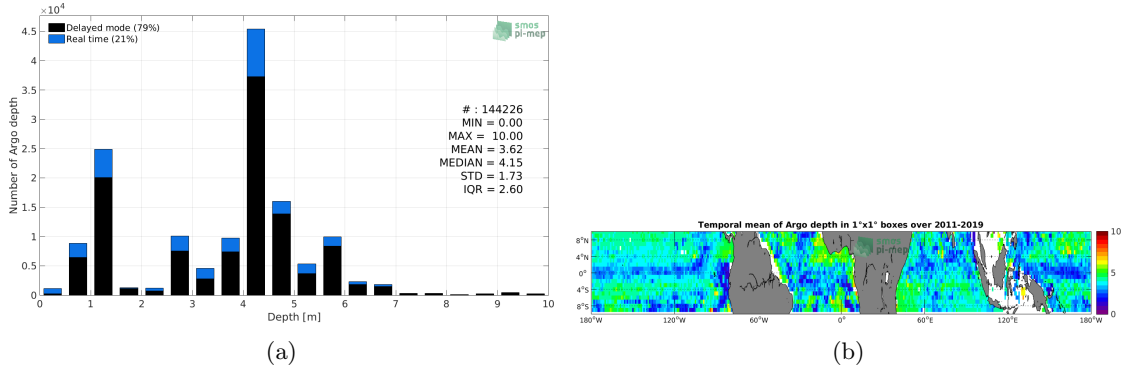 ×10⁴
4.5
4
3.5
3
2.5
2
1.5
1
0.5
0
Number of Argo depth
Delayed mode (79%)
Real time (21%)
smos
pi-mep
# : 144226
MIN = 0.00
MAX = 10.00
MEAN = 3.62
MEDIAN = 4.15
STD = 1.73
IQR = 2.60
0 1 2 3 4 5 6 7 8 9 10
Depth [m]
(a)
Temporal mean of Argo depth in 1°x1° boxes over 2011-2019
smos
pi-mep
8°N
4°N
0°
4°S
8°S
180°W 120°W 60°W 0° 60°E 120°E 180°W
10
5
0
(b)